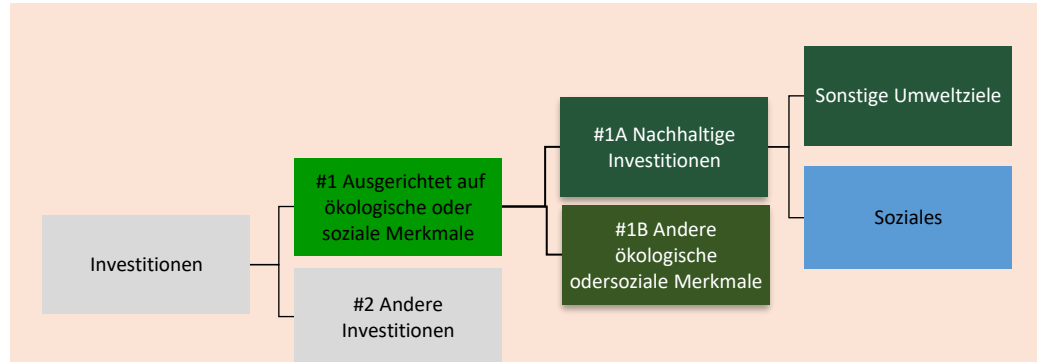 Investitionen
#1 Ausgerichtet auf
ökologische oder
soziale Merkmale
#2 Andere
Investitionen
#1A Nachhaltige
Investitionen
#1B Andere
ökologische
odersoziale Merkmale
Sonstige Umweltziele
Soziales